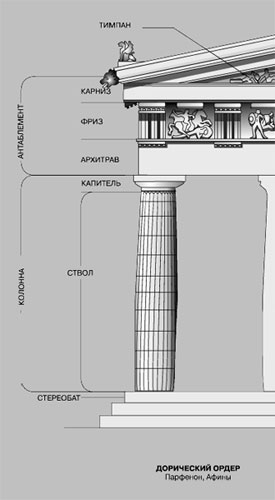 ТИМПАН
КАРНИЗ
ФРИЗ
АНТАБЛЕМЕНТ
АРХИТРАВ
КАПИТЕЛЬ
СТВОЛ
КОЛОННА
СТЕРЕОБАТ
ДОРИЧЕСКИЙ ОРДЕР
Парфенон, Афины